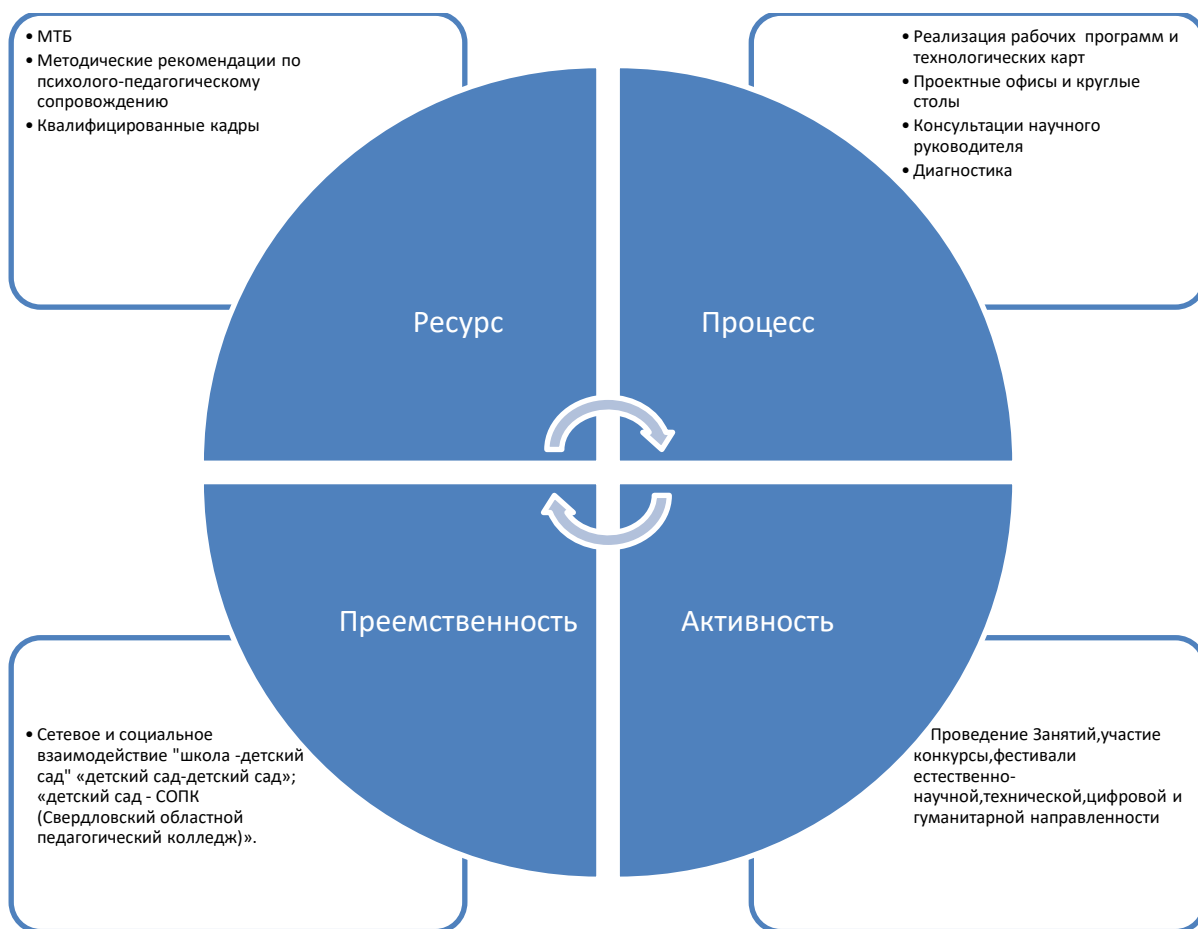 • МТБ
• Методические рекомендации по
психолого-педагогическому
сопровождению
• Квалифицированные кадры
• Реализация рабочих программ и
технологических карт
• Проектные офисы и круглые
столы
• Консультации научного
руководителя
• Диагностика
Ресурс
Процесс
Преемственность
Активность
• Сетевое и социальное
взаимодействие "школа -детский
сад" «детский сад-детский сад»;
«детский сад - СОПК
(Свердловский областной
педагогический колледж)».
Проведение Занятий,участие
конкурсы,фестивали
естественно-
научной,технической,цифровой и
гуманитарной направленности